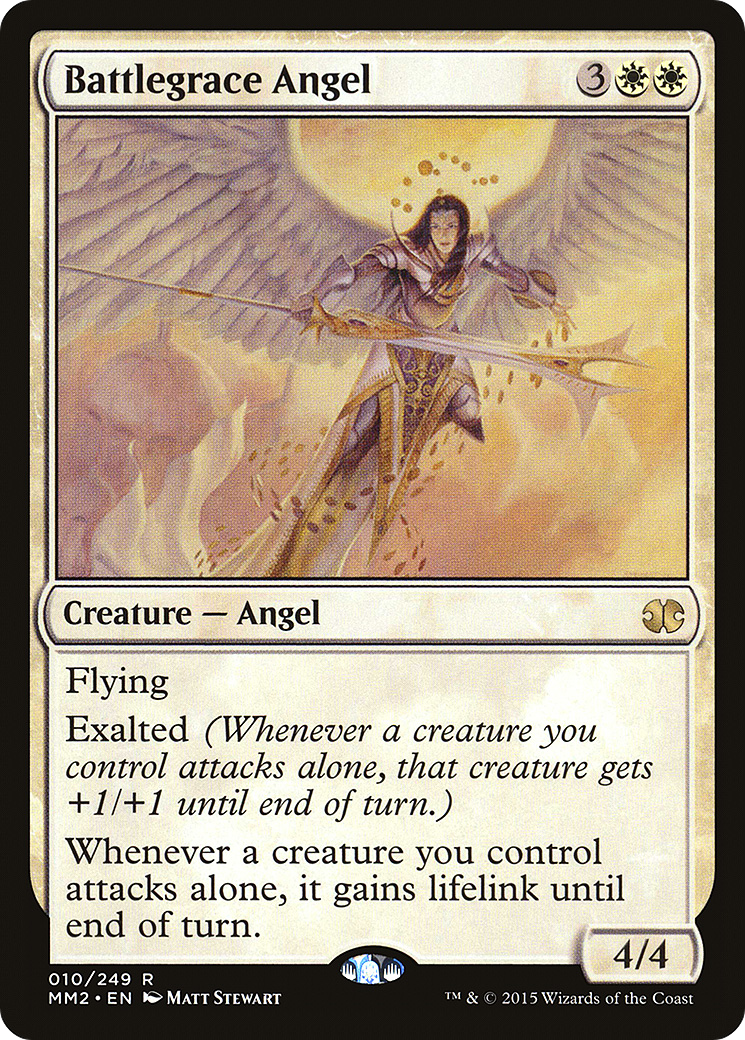 Battlegrace Angel 3
Creature — Angel
Flying
Exalted (Whenever a creature you
control attacks alone, that creature gets
+1/+1 until end of turn.)
Whenever a creature you control
attacks alone, it gains lifelink until
end of turn.
4/4
010/249 R
MM2 • EN Matt Stewart
™ & © 2015 Wizards of the Coast